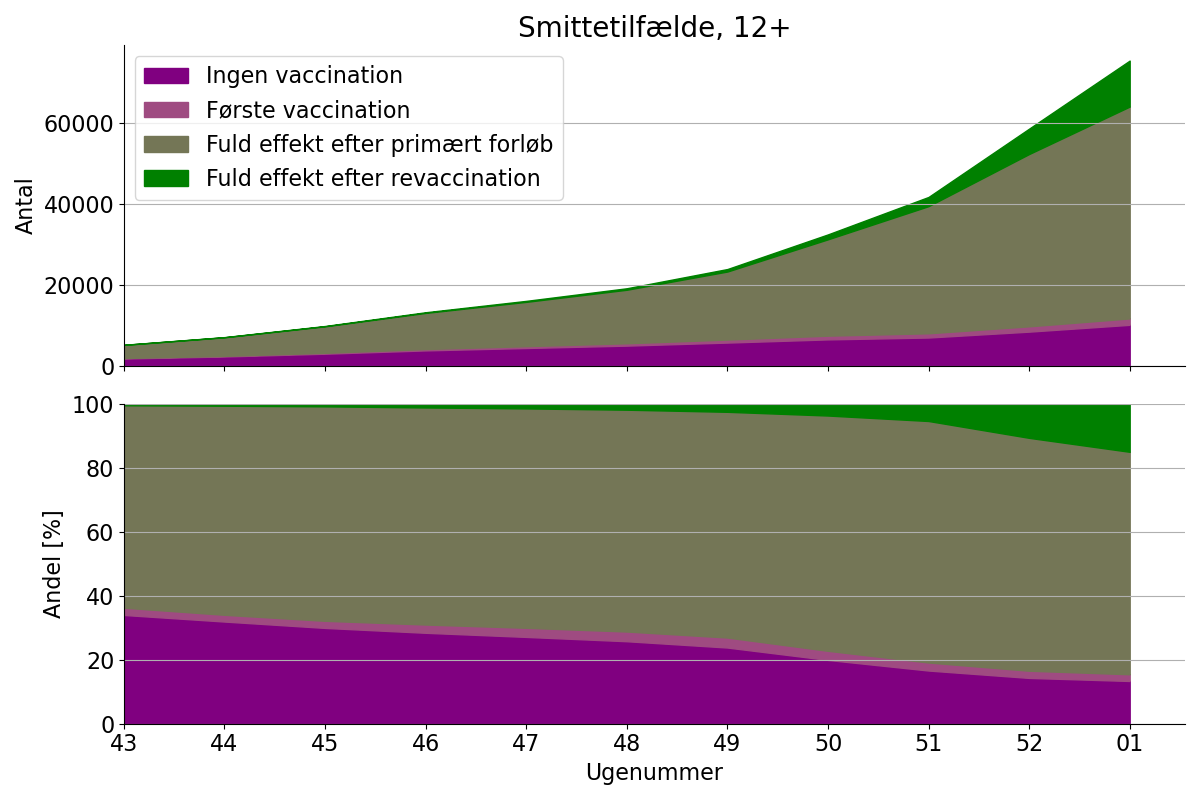 Smittetilfælde, 12+
Ingen vaccination
Første vaccination
Fuld effekt efter primært forløb
Fuld effekt efter revaccination
Antal
60000
40000
20000
0
Andel [%]
100
80
60
40
20
0
43 44 45 46 47 48 49 50 51 52 01
Ugenummer